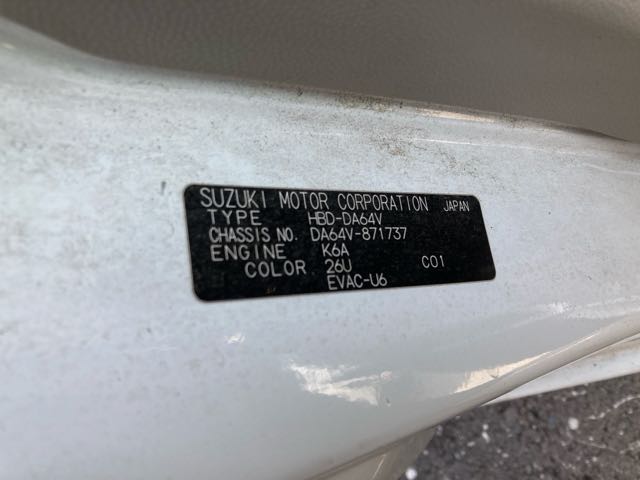 SUZUKI MOTOR CORPORATION JAPAN
TYPE HBD-DA64V
CHASSIS NO. DA64V-871737
ENGINE K6A
COLOR 26U C01
EVAC-U6